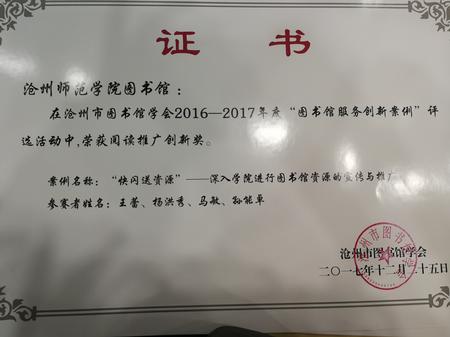 证书
沧州师范学院图书馆：
在沧州市图书馆学会2016—2017年度“图书馆服务创新案例”评
选活动中,荣获阅读推广创新奖。
案例名称：“快闪送资源”——深入学院进行图书馆资源的宣传与推广
参赛者姓名：王蕾、杨洪秀、马敏、孙能卓
沧州市图书馆学会
二〇一七年十二月二十五日